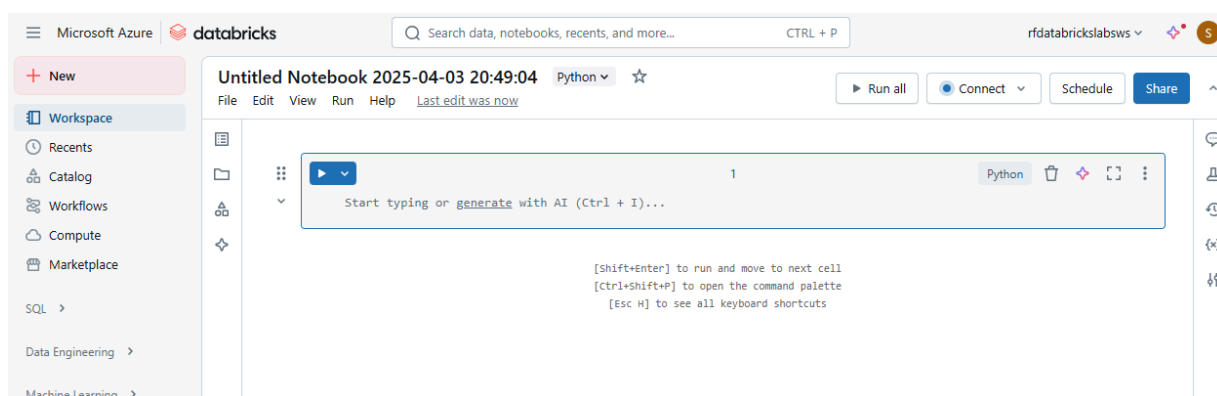 Microsoft Azure databricks Search data, notebooks, recents, and more... CTRL + P rfdatabrickslabsws S
New
Workspace
Recents
Catalog
Workflows
Compute
Marketplace
SQL
Data Engineering
Machine Learning
Untitled Notebook 2025-04-03 20:49:04 Python
File Edit View Run Help Last edit was now
Run all Connect Schedule Share
1 Python
Start typing or generate with AI (Ctrl + I)...
[Shift+Enter] to run and move to next cell
[Ctrl+Shift+P] to open the command palette
[Esc H] to see all keyboard shortcuts